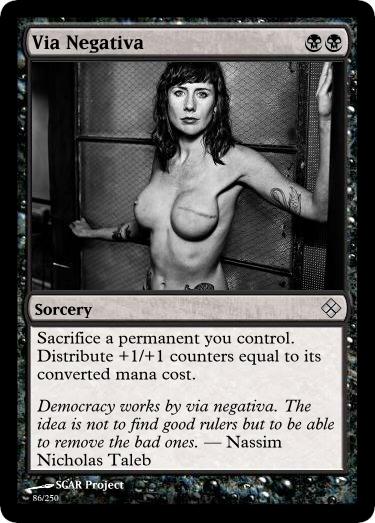 Via Negativa
Sorcery
Sacrifice a permanent you control.
Distribute +1/+1 counters equal to its
converted mana cost.
Democracy works by via negativa. The
idea is not to find good rulers but to be able
to remove the bad ones. — Nassim
Nicholas Taleb
SCAR Project
86/250